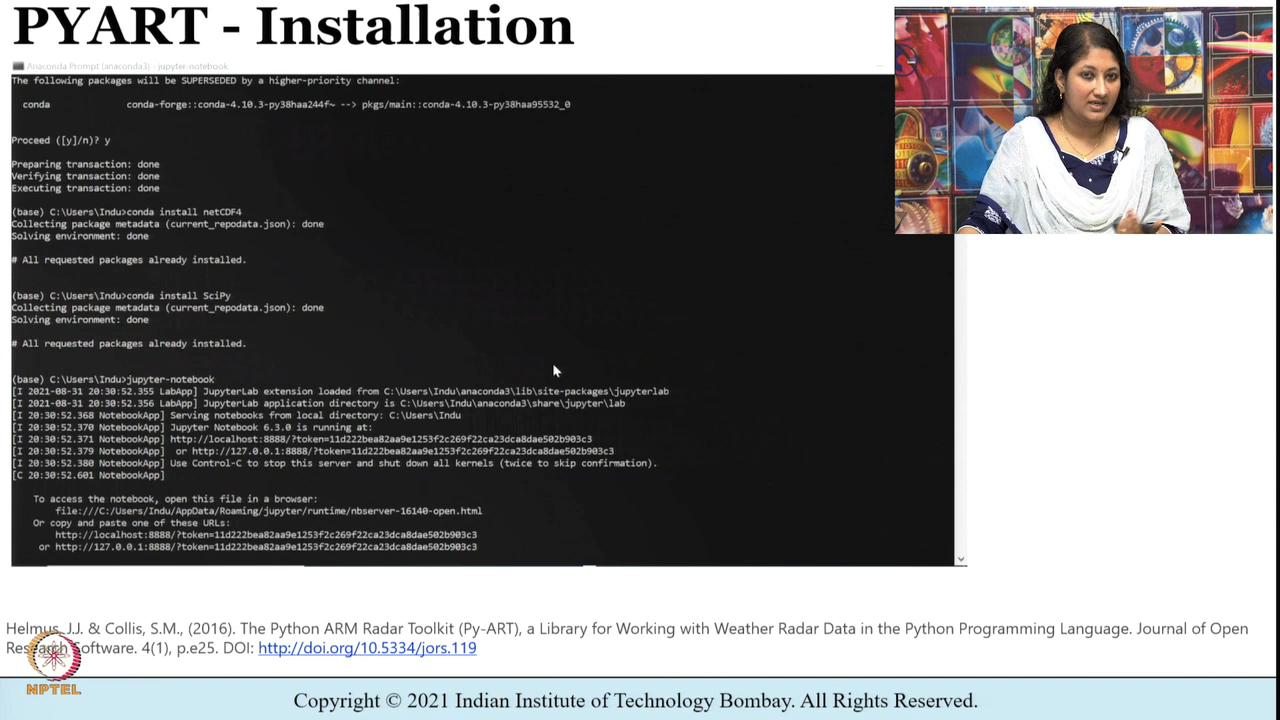 PYART - Installation
Anaconda Prompt (anaconda3) - jupyter-notebook
The following packages will be SUPERSEDED by a higher-priority channel:
conda conda-forge::conda-4.10.3-py38haa244f~ --> pkgs/main::conda-4.10.3-py38haa95532_0
Proceed ([y]/n)? y
Preparing transaction: done
Verifying transaction: done
Executing transaction: done
(base) C:\Users\Indu>conda install netCDF4
Collecting package metadata (current_repodata.json): done
Solving environment: done
# All requested packages already installed.
(base) C:\Users\Indu>conda install SciPy
Collecting package metadata (current_repodata.json): done
Solving environment: done
# All requested packages already installed.
(base) C:\Users\Indu>jupyter-notebook
[I 2021-08-31 20:30:52.355 LabApp] JupyterLab extension loaded from C:\Users\Indu\anaconda3\lib\site-packages\jupyterlab
[I 2021-08-31 20:30:52.356 LabApp] JupyterLab application directory is C:\Users\Indu\anaconda3\share\jupyter\lab
[I 20:30:52.368 NotebookApp] Serving notebooks from local directory: C:\Users\Indu
[I 20:30:52.370 NotebookApp] Jupyter Notebook 6.3.0 is running at:
[I 20:30:52.371 NotebookApp] http://localhost:8888/?token=11d222bea82aa9e1253f2c269f22ca23dca8dae502b903c3
[I 20:30:52.379 NotebookApp]  or http://127.0.0.1:8888/?token=11d222bea82aa9e1253f2c269f22ca23dca8dae502b903c3
[I 20:30:52.380 NotebookApp] Use Control-C to stop this server and shut down all kernels (twice to skip confirmation).
[C 20:30:52.601 NotebookApp]
To access the notebook, open this file in a browser:
file:///C:/Users/Indu/AppData/Roaming/jupyter/runtime/nbserver-16140-open.html
Or copy and paste one of these URLs:
http://localhost:8888/?token=11d222bea82aa9e1253f2c269f22ca23dca8dae502b903c3
or http://127.0.0.1:8888/?token=11d222bea82aa9e1253f2c269f22ca23dca8dae502b903c3
Helmus, J.J. & Collis, S.M., (2016). The Python ARM Radar Toolkit (Py-ART), a Library for Working with Weather Radar Data in the Python Programming Language. Journal of Open
Research Software. 4(1), p.e25. DOI: http://doi.org/10.5334/jors.119
NPTEL
Copyright © 2021 Indian Institute of Technology Bombay. All Rights Reserved.